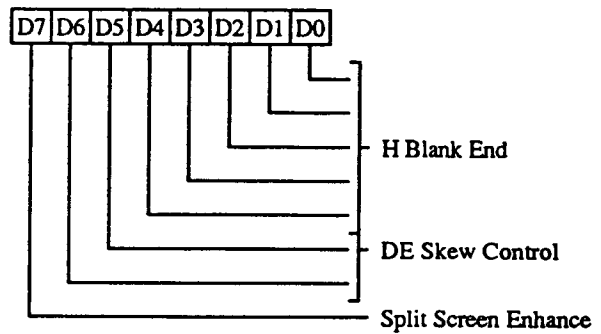 D7 D6 D5 D4 D3 D2 D1 D0
H Blank End
DE Skew Control
Split Screen Enhance